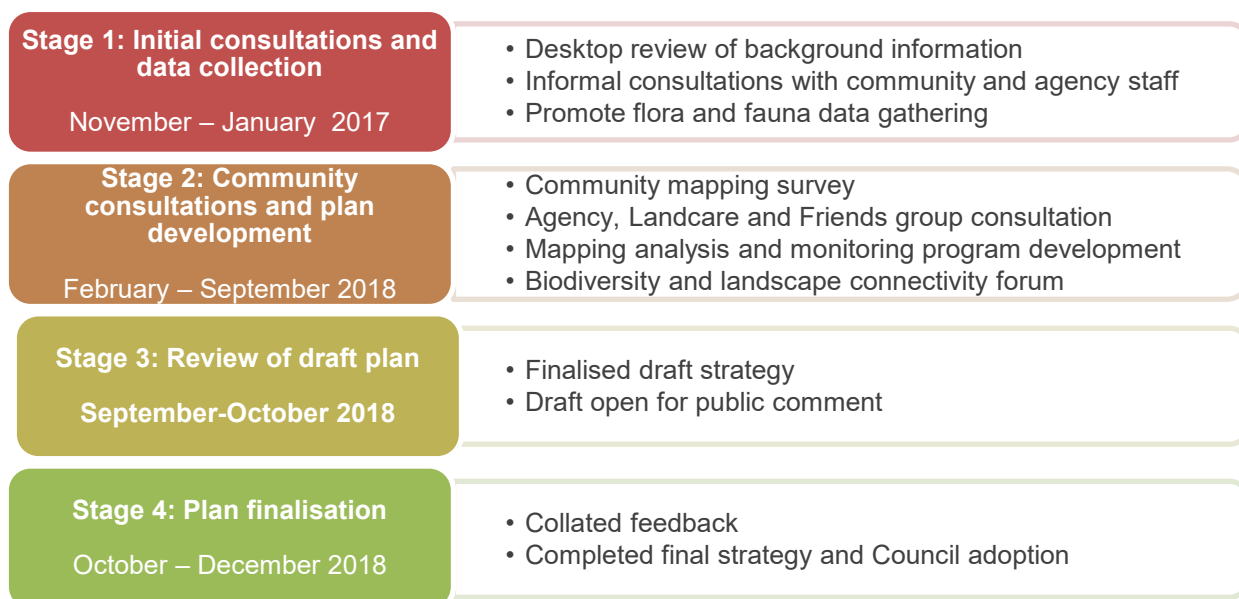 Stage 1: Initial consultations and
data collection
November – January 2017
• Desktop review of background information
• Informal consultations with community and agency staff
• Promote flora and fauna data gathering
Stage 2: Community
consultations and plan
development
February – September 2018
• Community mapping survey
• Agency, Landcare and Friends group consultation
• Mapping analysis and monitoring program development
• Biodiversity and landscape connectivity forum
Stage 3: Review of draft plan
September-October 2018
• Finalised draft strategy
• Draft open for public comment
Stage 4: Plan finalisation
October – December 2018
• Collated feedback
• Completed final strategy and Council adoption